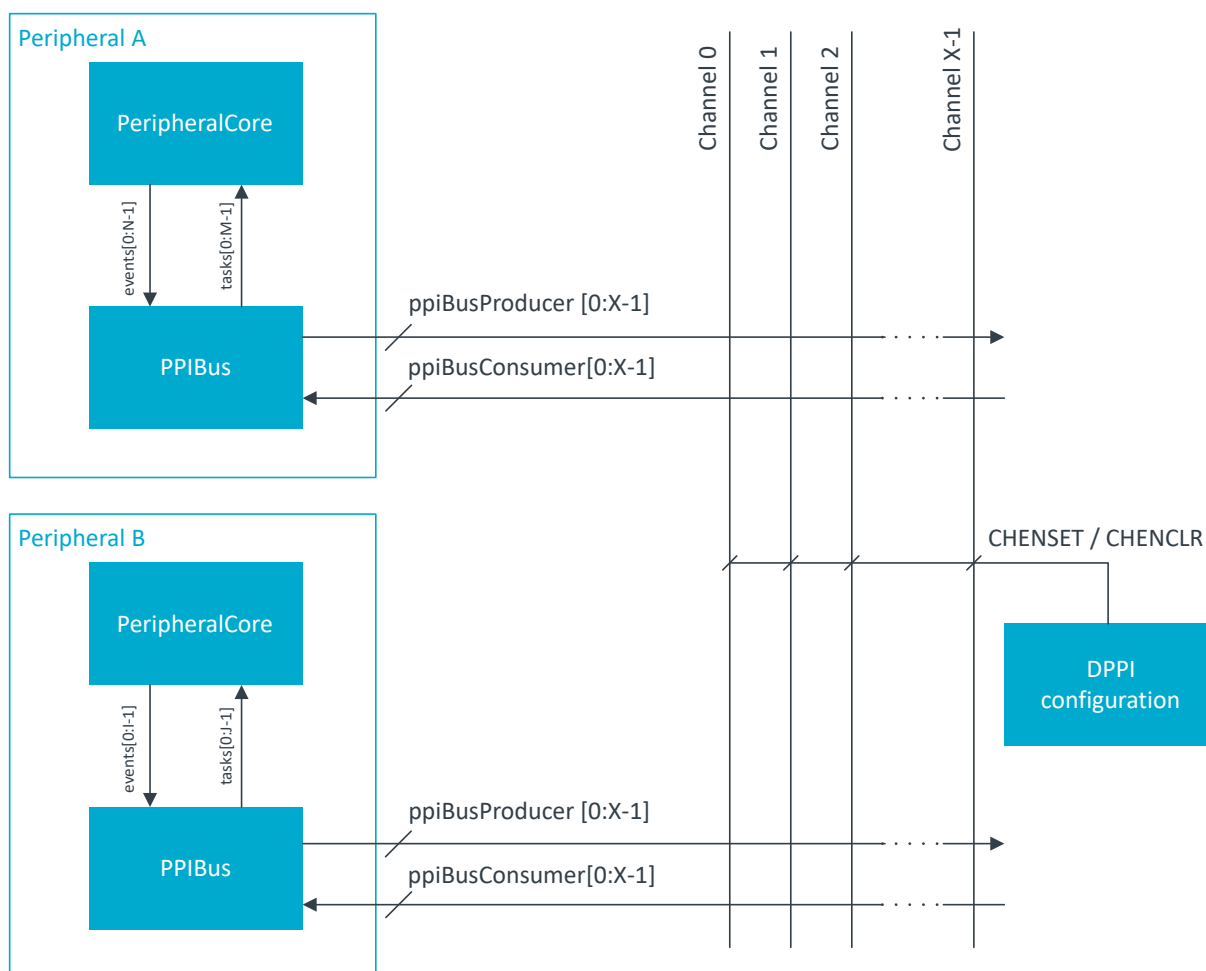 Peripheral A
PeripheralCore
events[0:N-1]
tasks[0:M-1]
PPIBus
ppiBusProducer [0:X-1]
ppiBusConsumer[0:X-1]
Channel 0
Channel 1
Channel 2
Channel X-1
Peripheral B
PeripheralCore
events[0:I-1]
tasks[0:J-1]
PPIBus
ppiBusProducer [0:X-1]
ppiBusConsumer[0:X-1]
CHENSET / CHENCLR
DPPI
configuration